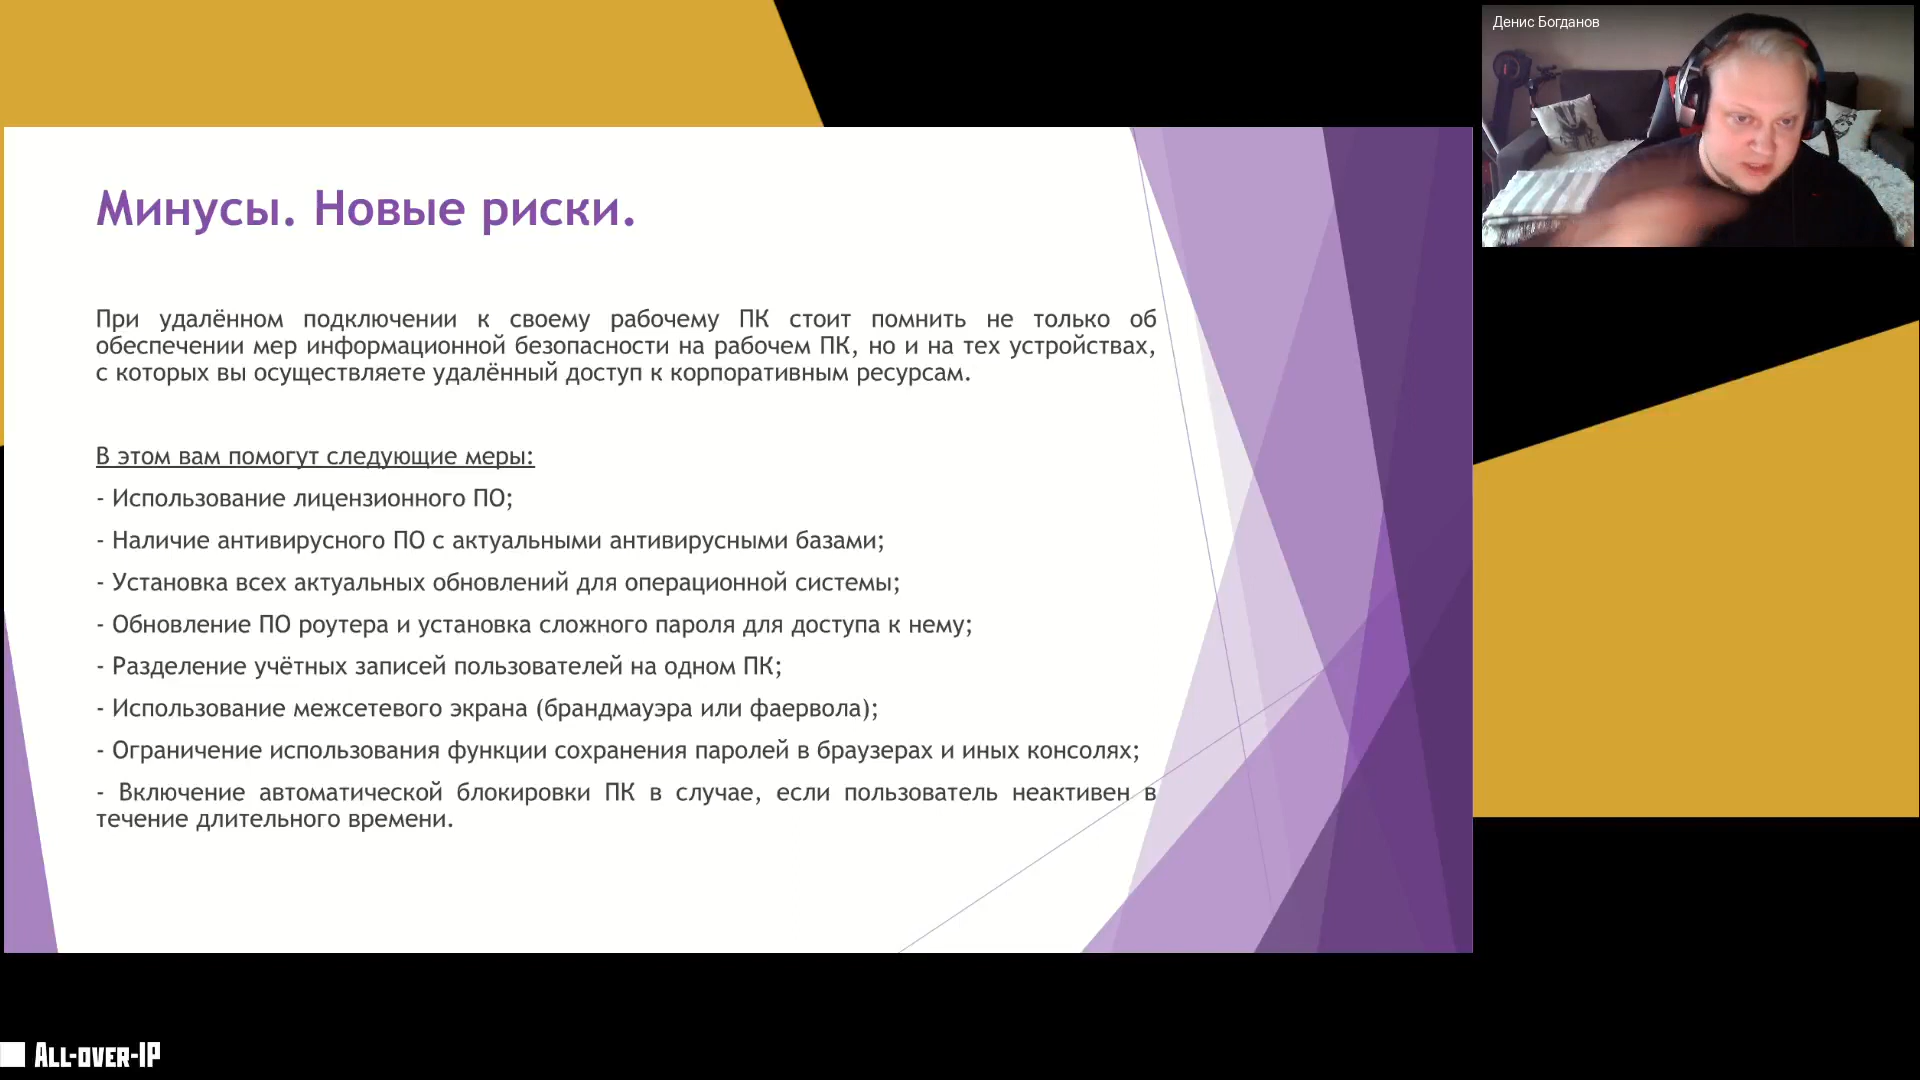 Денис Богданов
Минусы. Новые риски.
При удалённом подключении к своему рабочему ПК стоит помнить не только об
обеспечении мер информационной безопасности на рабочем ПК, но и на тех устройствах,
с которых вы осуществляете удалённый доступ к корпоративным ресурсам.
В этом вам помогут следующие меры:
- Использование лицензионного ПО;
- Наличие антивирусного ПО с актуальными антивирусными базами;
- Установка всех актуальных обновлений для операционной системы;
- Обновление ПО роутера и установка сложного пароля для доступа к нему;
- Разделение учётных записей пользователей на одном ПК;
- Использование межсетевого экрана (брандмауэра или фаервола);
- Ограничение использования функции сохранения паролей в браузерах и иных консолях;
- Включение автоматической блокировки ПК в случае, если пользователь неактивен в
течение длительного времени.
ALL-OVER-IP